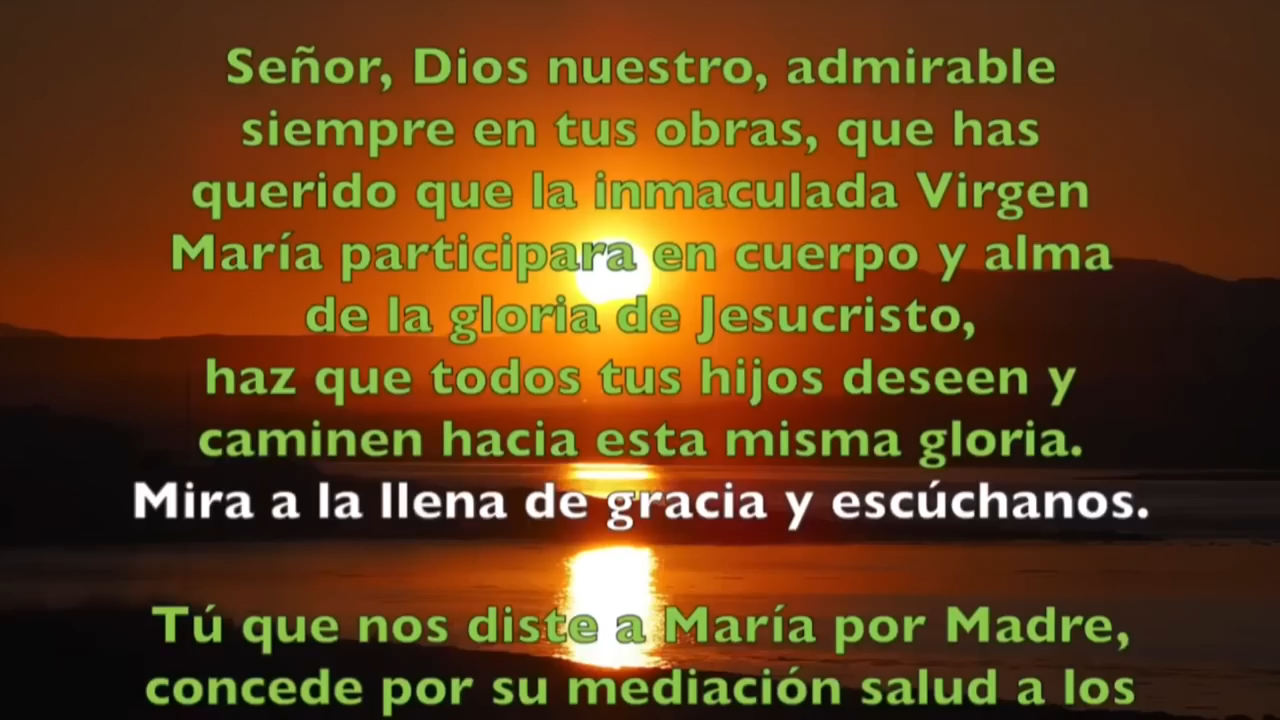 Señor, Dios nuestro, admirable
siempre en tus obras, que has
querido que la inmaculada Virgen
María participara en cuerpo y alma
de la gloria de Jesucristo,
haz que todos tus hijos deseen y
caminen hacia esta misma gloria.
Mira a la llena de gracia y escúchanos.
Tú que nos diste a María por Madre,
concede por su mediación salud a los